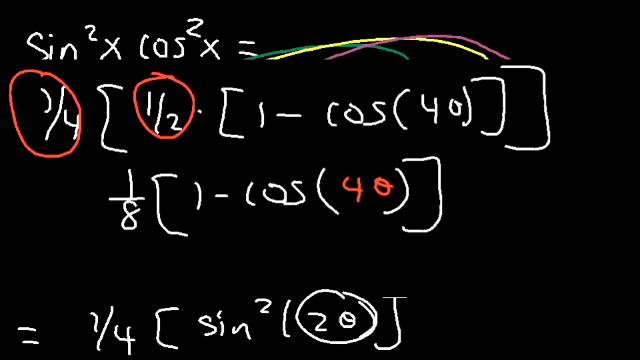 sin²x cos²x =
1/4 [ 1/2 · [ 1 - cos(4θ) ] ]
1/8 [ 1 - cos(4θ) ]
= 1/4 [ sin²(2θ) ]